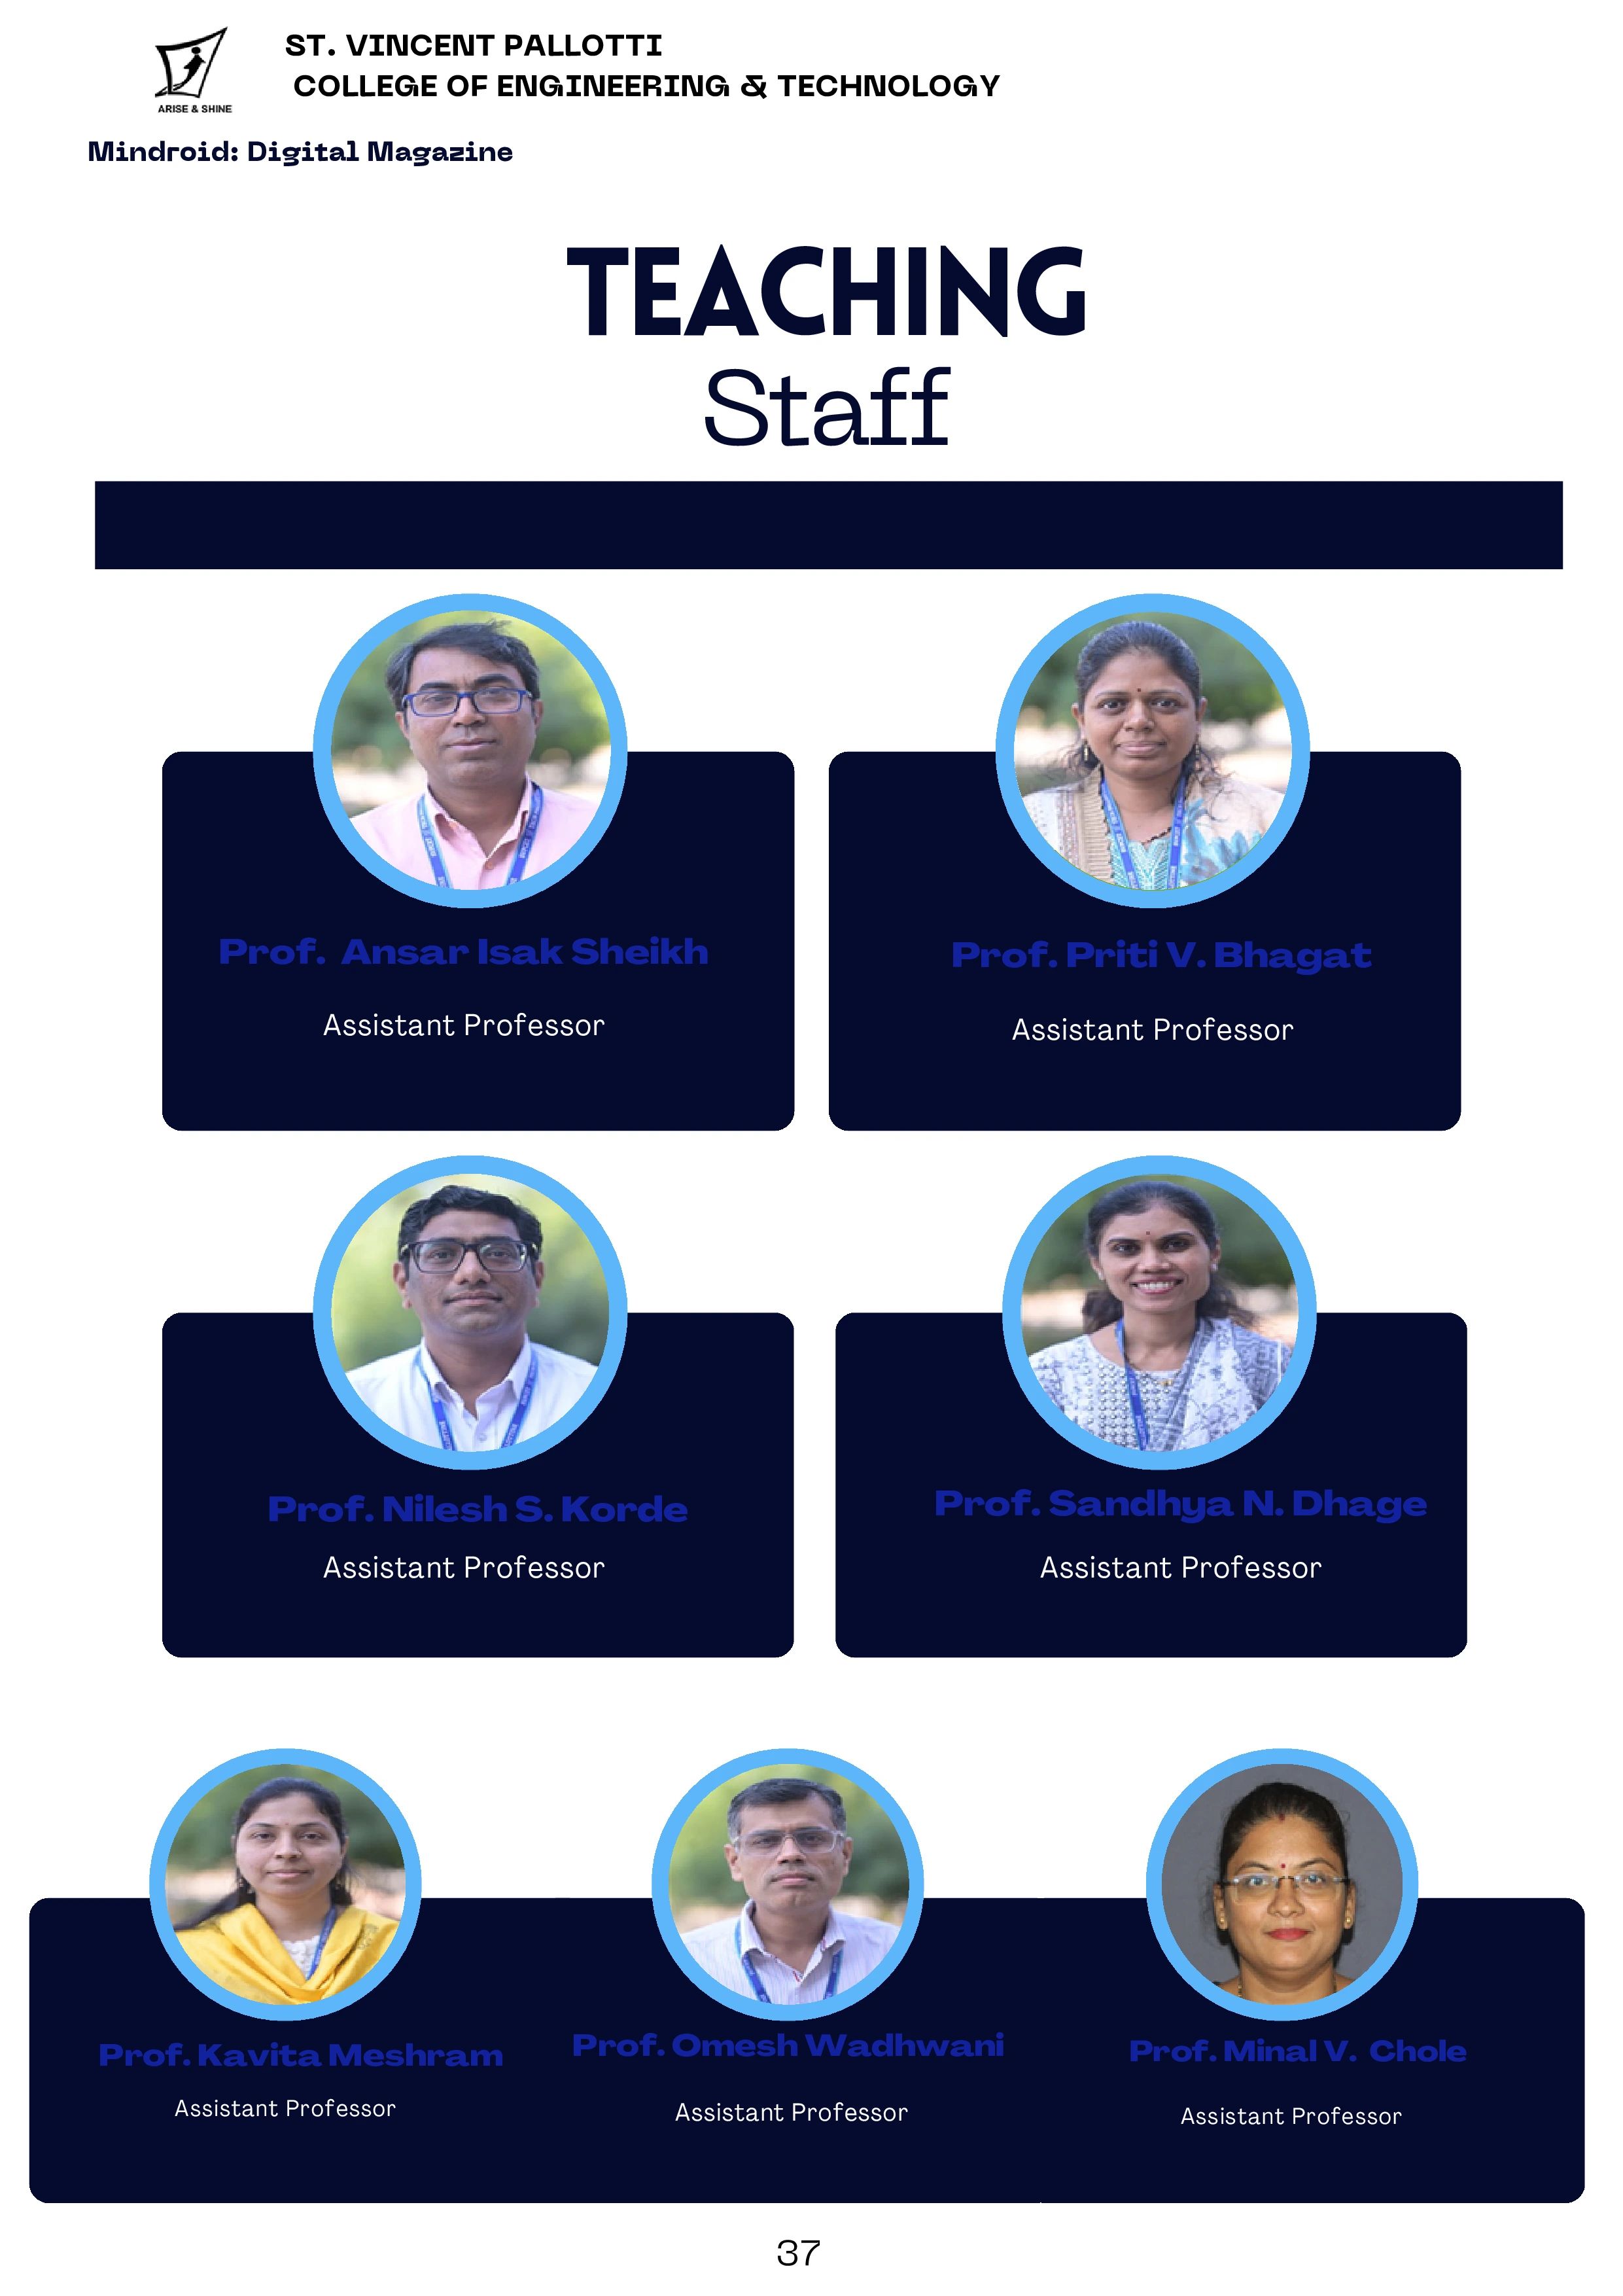 ARISE & SHINE
ST. VINCENT PALLOTTI
COLLEGE OF ENGINEERING & TECHNOLOGY
Mindroid: Digital Magazine
TEACHING
Staff
Prof. Ansar Isak Sheikh
Assistant Professor
Prof. Priti V. Bhagat
Assistant Professor
Prof. Nilesh S. Korde
Assistant Professor
Prof. Sandhya N. Dhage
Assistant Professor
Prof. Kavita Meshram
Assistant Professor
Prof. Omesh Wadhwani
Assistant Professor
Prof. Minal V. Chole
Assistant Professor
37